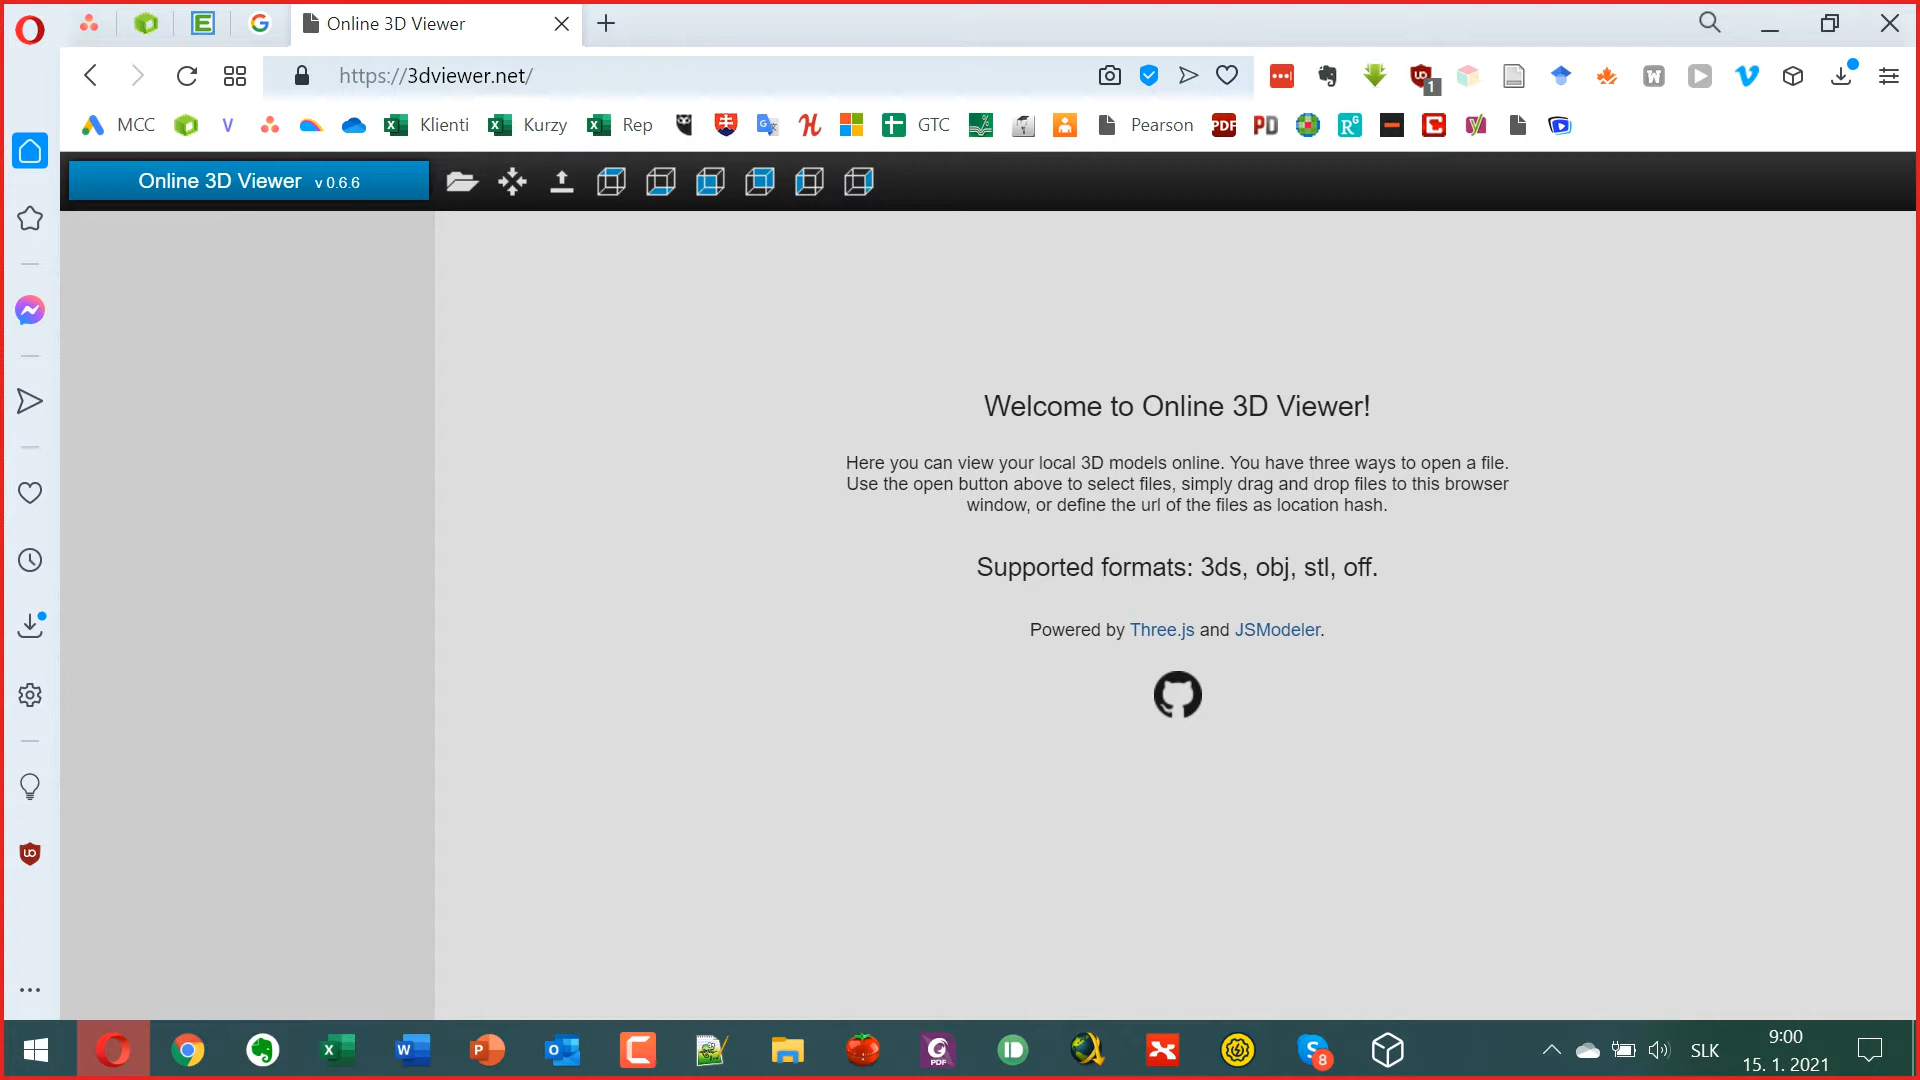 Online 3D Viewer
https://3dviewer.net/
1
MCC
Klienti
Kurzy
Rep
GTC
Pearson
PDF
PD
Online 3D Viewer v 0.6.6
Welcome to Online 3D Viewer!
Here you can view your local 3D models online. You have three ways to open a file.
Use the open button above to select files, simply drag and drop files to this browser
window, or define the url of the files as location hash.
Supported formats: 3ds, obj, stl, off.
Powered by Three.js and JSModeler.
8
SLK
9:00
15. 1. 2021